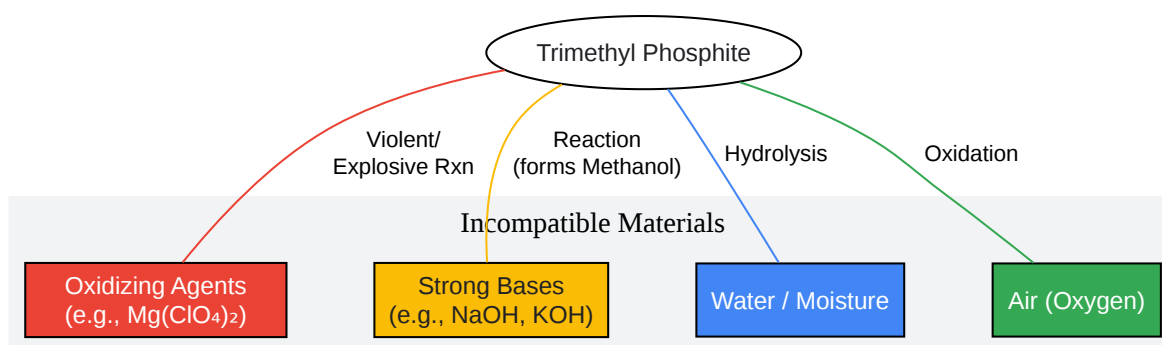 Trimethyl Phosphite
Violent/
Explosive Rxn
Reaction
(forms Methanol)
Hydrolysis
Oxidation
Incompatible Materials
Oxidizing Agents
(e.g., Mg(ClO₄)₂)
Strong Bases
(e.g., NaOH, KOH)
Water / Moisture
Air (Oxygen)